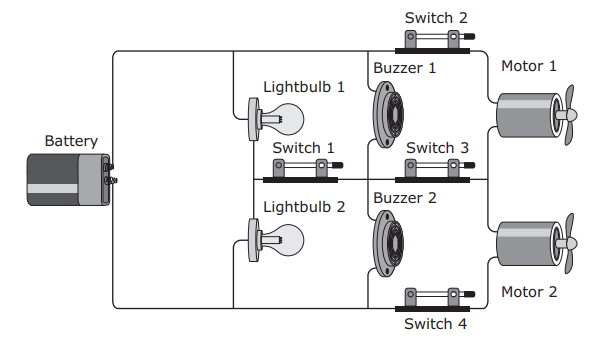 Switch 2
Buzzer 1
Motor 1
Lightbulb 1
Battery
Switch 1
Switch 3
Lightbulb 2
Buzzer 2
Motor 2
Switch 4